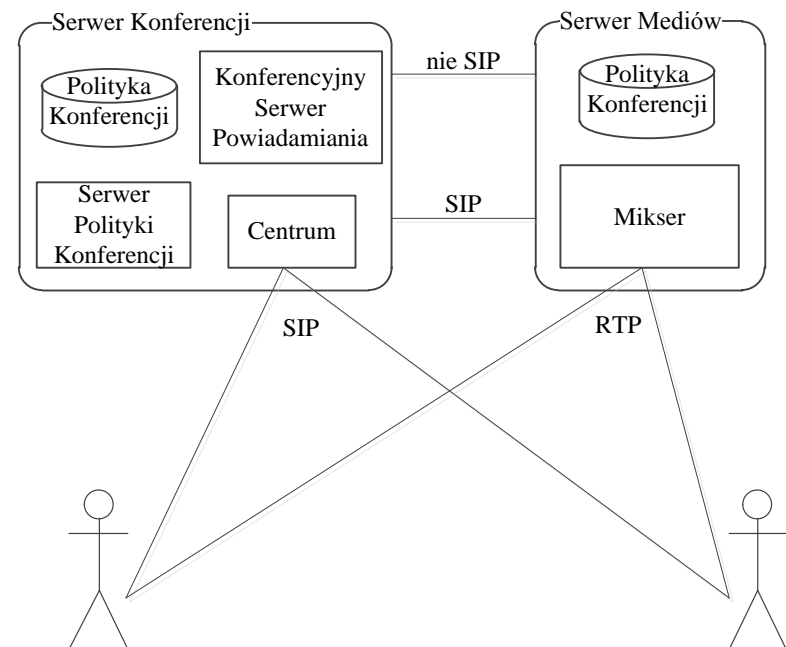 Serwer Konferencji
Polityka
Konferencji
Konferencyjny
Serwer
Powiadamiania
Serwer
Polityki
Konferencji
Centrum
nie SIP
SIP
Serwer Mediów
Polityka
Konferencji
Mikser
SIP
RTP